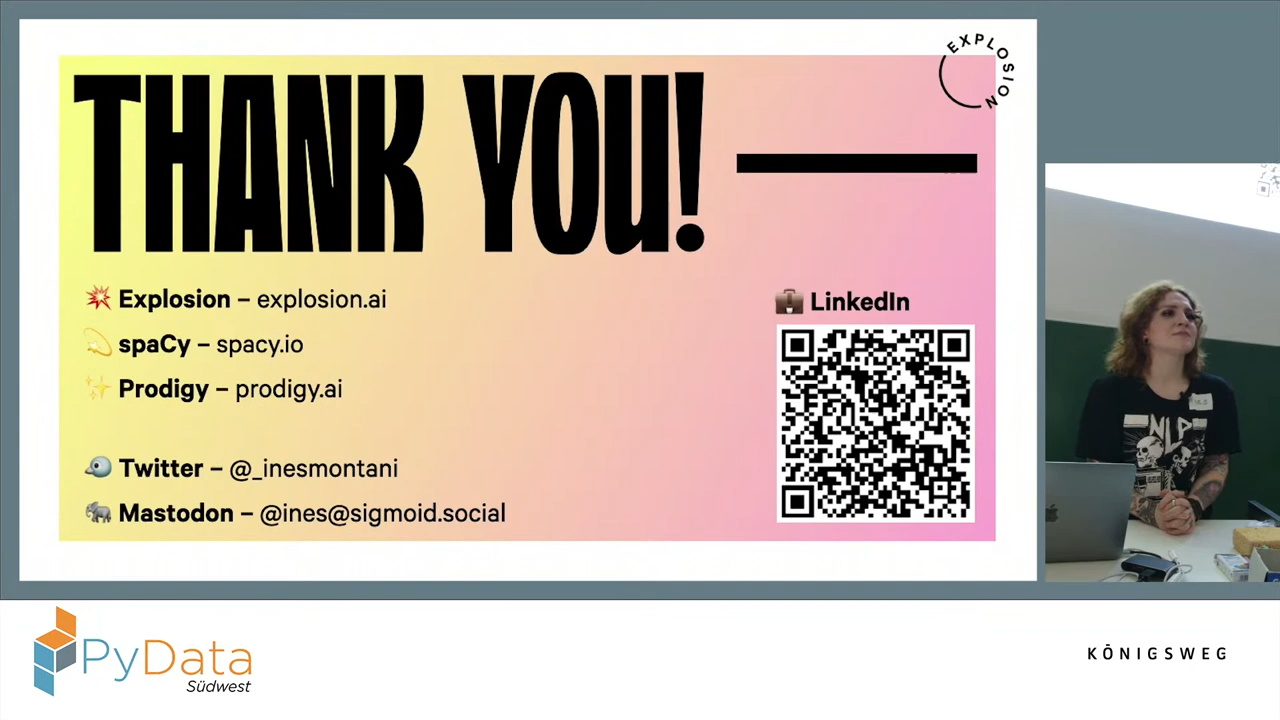 EXPLOSION
THANK YOU!
💥 Explosion – explosion.ai
💫 spaCy – spacy.io
✨ Prodigy – prodigy.ai
🐦 Twitter – @_inesmontani
🐘 Mastodon – @ines@sigmoid.social
💼 LinkedIn
NLP
PyData
Südwest
KÖNIGSWEG